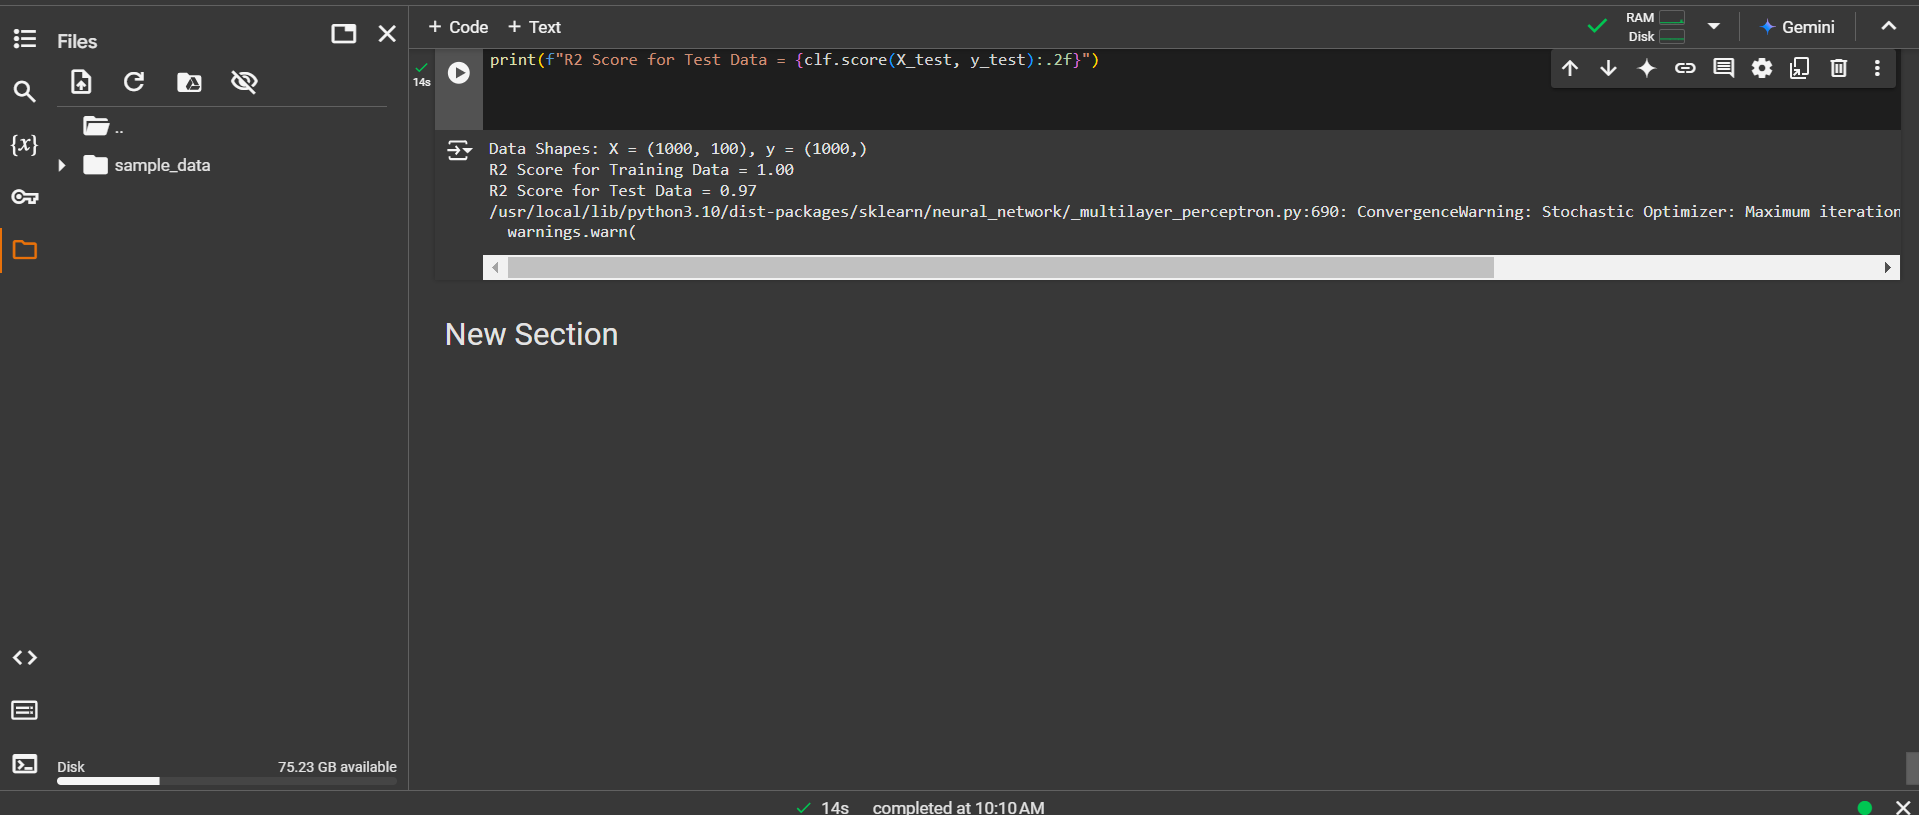 Files
+ Code + Text
RAM
Disk
Gemini
..
sample_data
{x}
14s
print(f"R2 Score for Test Data = {clf.score(X_test, y_test):.2f}")
Data Shapes: X = (1000, 100), y = (1000,)
R2 Score for Training Data = 1.00
R2 Score for Test Data = 0.97
/usr/local/lib/python3.10/dist-packages/sklearn/neural_network/_multilayer_perceptron.py:690: ConvergenceWarning: Stochastic Optimizer: Maximum iteration
warnings.warn(
New Section
Disk 75.23 GB available
14s completed at 10:10 AM